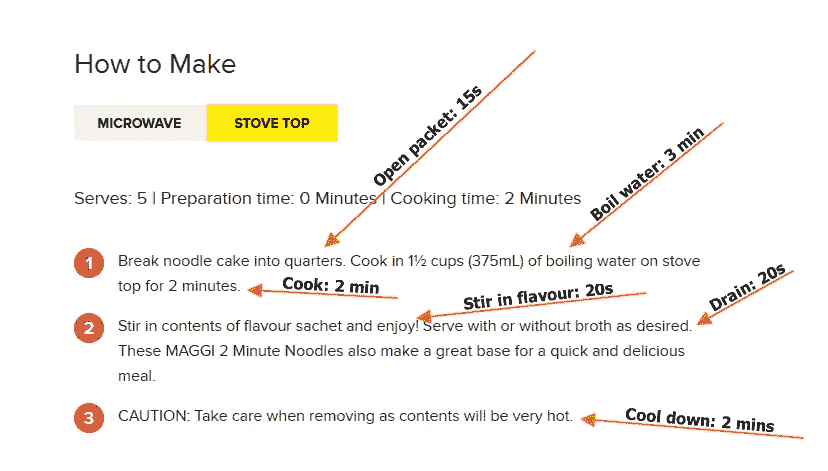 How to Make
MICROWAVE
STOVE TOP
Open packet: 15s
Boil water: 3 min
Serves: 5 | Preparation time: 0 Minutes | Cooking time: 2 Minutes
Break noodle cake into quarters. Cook in 1½ cups (375mL) of boiling water on stove
1
top for 2 minutes.
Cook: 2 min
Stir in flavour: 20s
Drain: 20s
2
Stir in contents of flavour sachet and enjoy! Serve with or without broth as desired.
These MAGGI 2 Minute Noodles also make a great base for a quick and delicious
meal.
3
CAUTION: Take care when removing as contents will be very hot.
Cool down: 2 mins